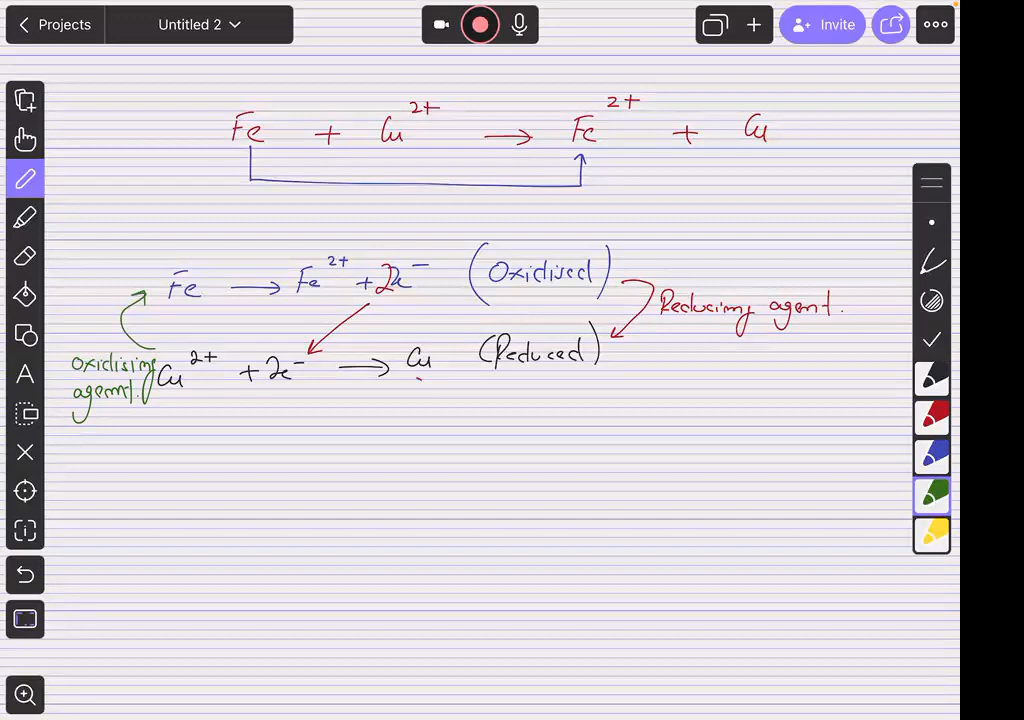 Projects
Untitled 2
Invite
Fe + Cu²⁺ → Fe²⁺ + Cu
Fe → Fe²⁺ + 2e⁻ (Oxidised)
Reducing agent.
oxidising agent.
Cu²⁺ + 2e⁻ → Cu (Reduced)